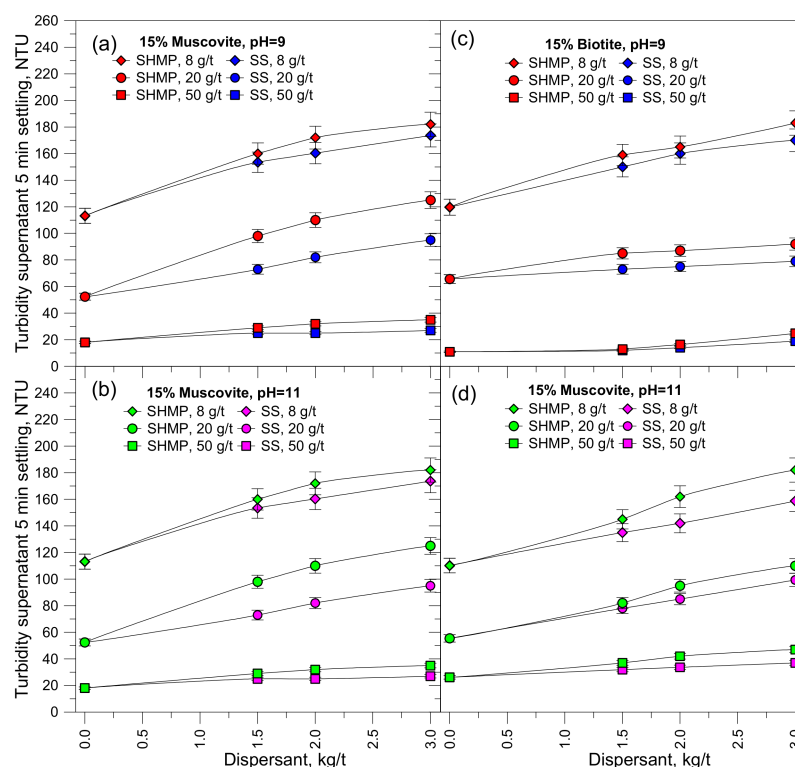 260
240
220
200
180
160
140
120
100
80
60
40
20
0
Turbidity supernatant 5 min settling, NTU
(a)
15% Muscovite, pH=9
SHMP, 8 g/t SS, 8 g/t
SHMP, 20 g/t SS, 20 g/t
SHMP, 50 g/t SS, 50 g/t
(c)
15% Biotite, pH=9
SHMP, 8 g/t SS, 8 g/t
SHMP, 20 g/t SS, 20 g/t
SHMP, 50 g/t SS, 50 g/t
240
220
200
180
160
140
120
100
80
60
40
20
0
Turbidity supernatant 5 min settling, NTU
(b)
15% Muscovite, pH=11
SHMP, 8 g/t SS, 8 g/t
SHMP, 20 g/t SS, 20 g/t
SHMP, 50 g/t SS, 50 g/t
(d)
15% Muscovite, pH=11
SHMP, 8 g/t SS, 8 g/t
SHMP, 20 g/t SS, 20 g/t
SHMP, 50 g/t SS, 50 g/t
0.0 0.5 1.0 1.5 2.0 2.5 3.0
Dispersant, kg/t
0.0 0.5 1.0 1.5 2.0 2.5 3.0
Dispersant, kg/t